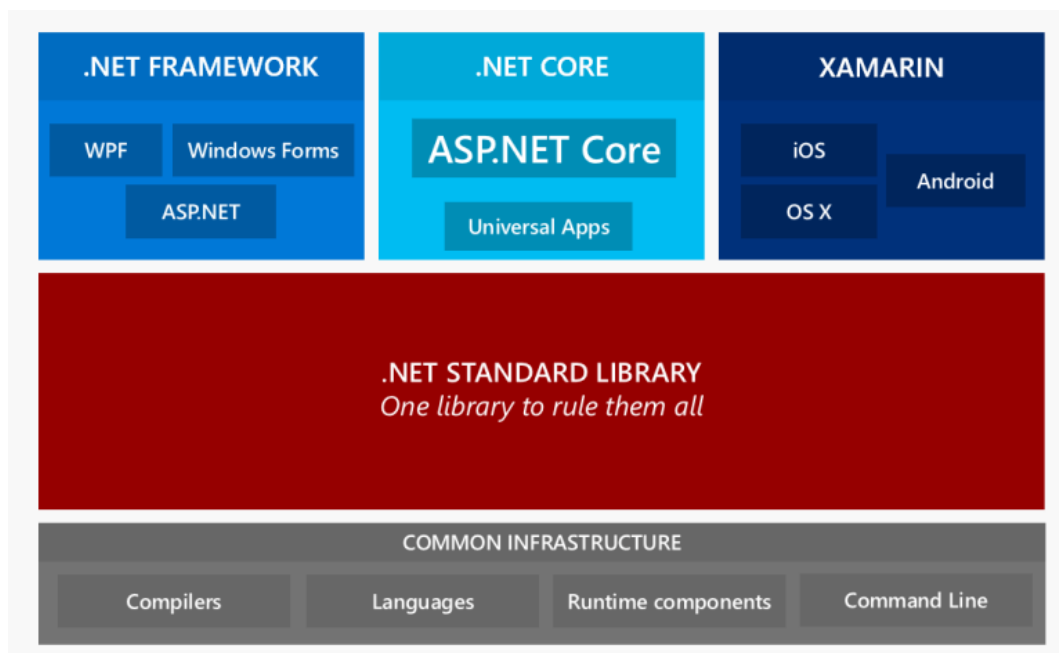 .NET FRAMEWORK
WPF
Windows Forms
ASP.NET
.NET CORE
ASP.NET Core
Universal Apps
XAMARIN
iOS
Android
OS X
.NET STANDARD LIBRARY
One library to rule them all
COMMON INFRASTRUCTURE
Compilers
Languages
Runtime components
Command Line